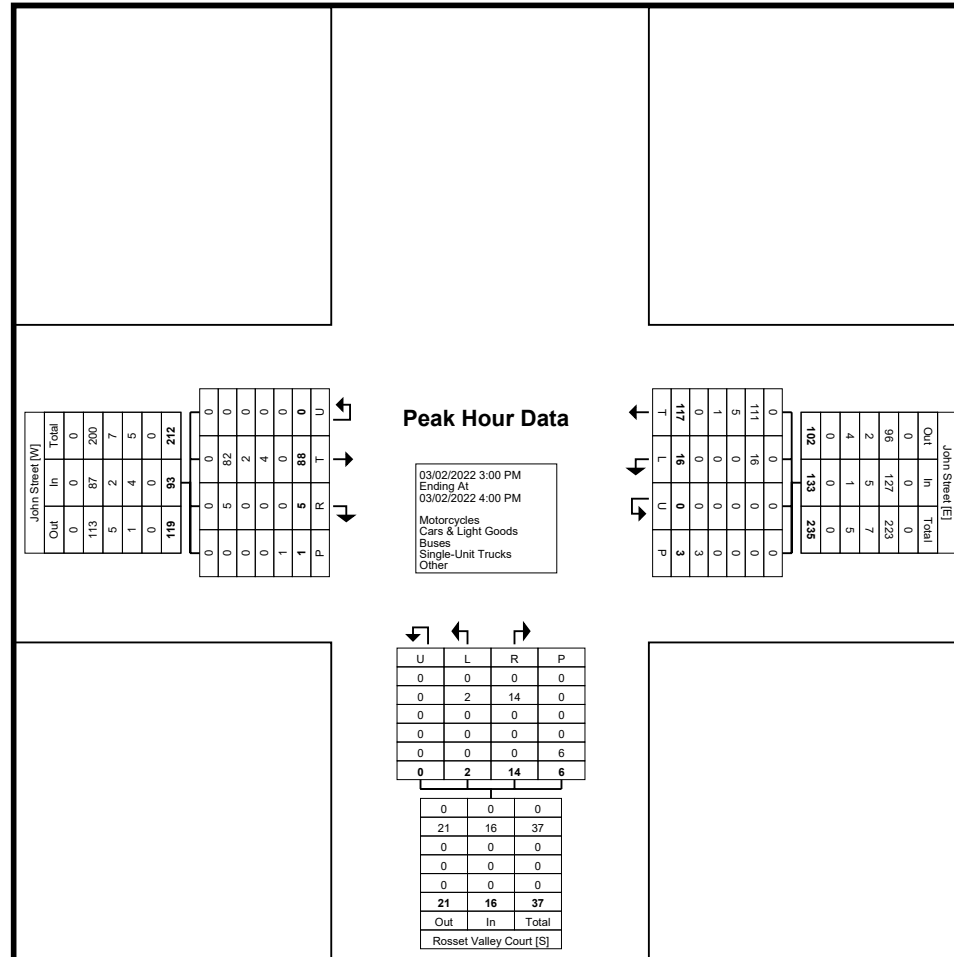 John Street [W]
Out In Total
0 0 0
113 87 200
5 2 7
1 4 5
0 0 0
119 93 212
0 0 0 0
0 82 5 0
0 2 0 0
0 4 0 0
0 0 0 1
0 88 5 1
U T R P
Peak Hour Data
03/02/2022 3:00 PM
Ending At
03/02/2022 4:00 PM
Motorcycles
Cars & Light Goods
Buses
Single-Unit Trucks
Other
T L U P
117 16 0 3
0 0 0 3
1 0 0 0
5 0 0 0
111 16 0 0
0 0 0 0
John Street [E]
Out In Total
0 0 0
96 127 223
2 5 7
4 1 5
0 0 0
102 133 235
U L R P
0 0 0 0
0 2 14 0
0 0 0 0
0 0 0 0
0 0 0 6
0 2 14 6
0 0 0
21 16 37
0 0 0
0 0 0
0 0 0
21 16 37
Out In Total
Rosset Valley Court [S]